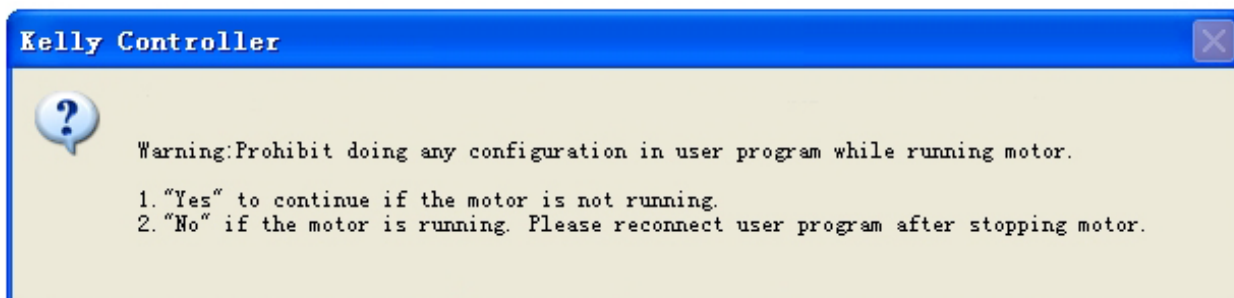 Kelly Controller
Warning:Prohibit doing any configuration in user program while running motor.
1."Yes" to continue if the motor is not running.
2."No" if the motor is running. Please reconnect user program after stopping motor.